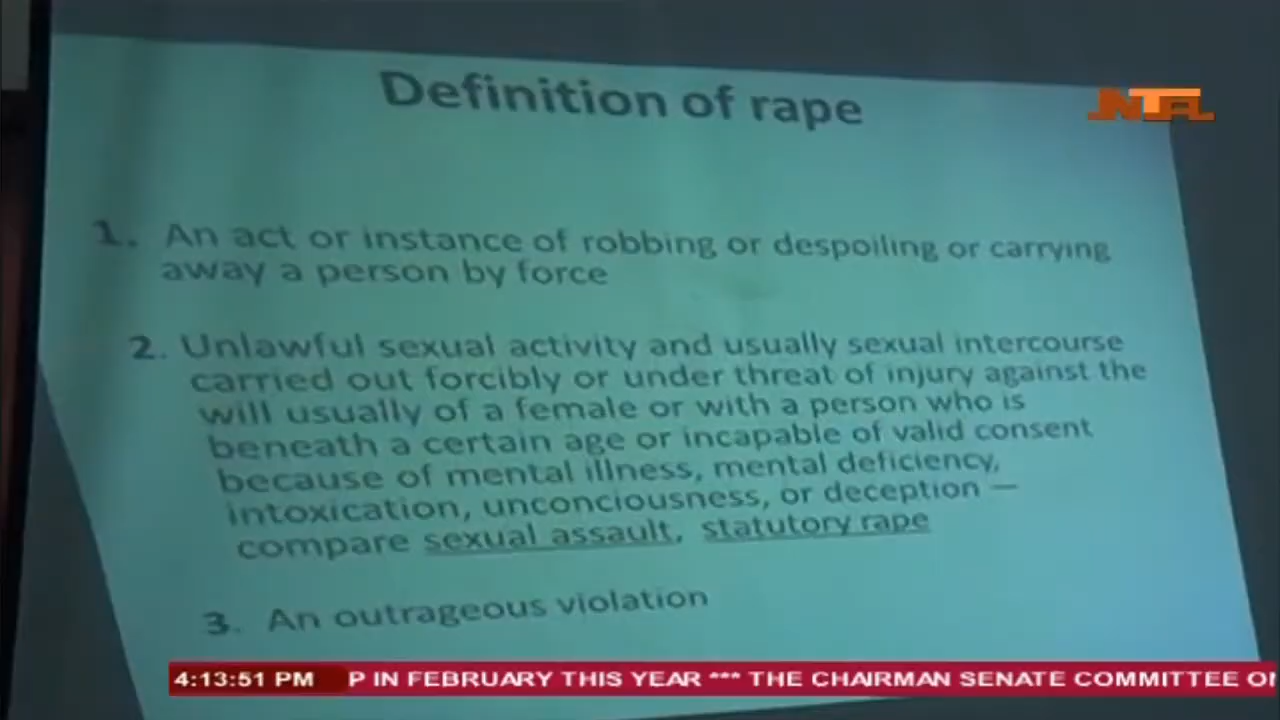 Definition of rape
NTA
1. An act or instance of robbing or despoiling or carrying
away a person by force
2. Unlawful sexual activity and usually sexual intercourse
carried out forcibly or under threat of injury against the
will usually of a female or with a person who is
beneath a certain age or incapable of valid consent
because of mental illness, mental deficiency,
intoxication, unconciousness, or deception —
compare sexual assault, statutory rape
3. An outrageous violation
4:13:51 PM P IN FEBRUARY THIS YEAR *** THE CHAIRMAN SENATE COMMITTEE